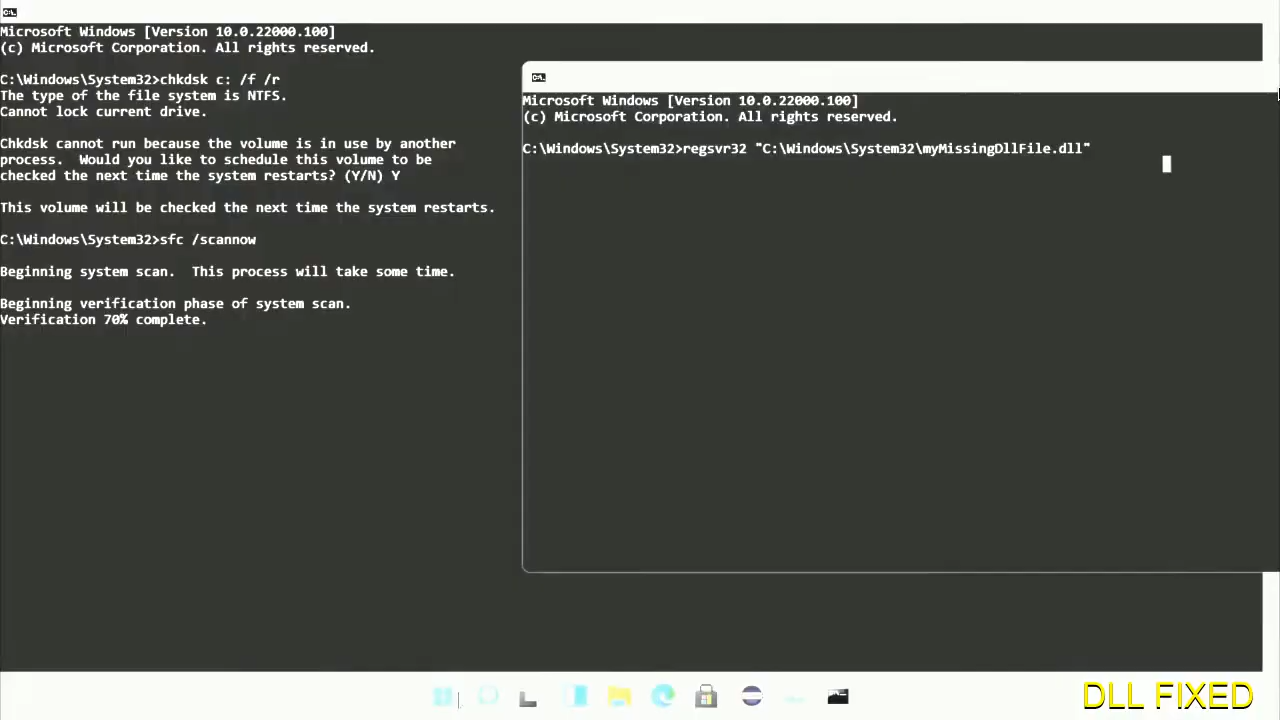 Microsoft Windows [Version 10.0.22000.100]
(c) Microsoft Corporation. All rights reserved.
C:\Windows\System32>chkdsk c: /f /r
The type of the file system is NTFS.
Cannot lock current drive.
Chkdsk cannot run because the volume is in use by another
process.  Would you like to schedule this volume to be
checked the next time the system restarts? (Y/N) Y
This volume will be checked the next time the system restarts.
C:\Windows\System32>sfc /scannow
Beginning system scan.  This process will take some time.
Beginning verification phase of system scan.
Verification 70% complete.
Microsoft Windows [Version 10.0.22000.100]
(c) Microsoft Corporation. All rights reserved.
C:\Windows\System32>regsvr32 "C:\Windows\System32\myMissingDllFile.dll"
DLL FIXED